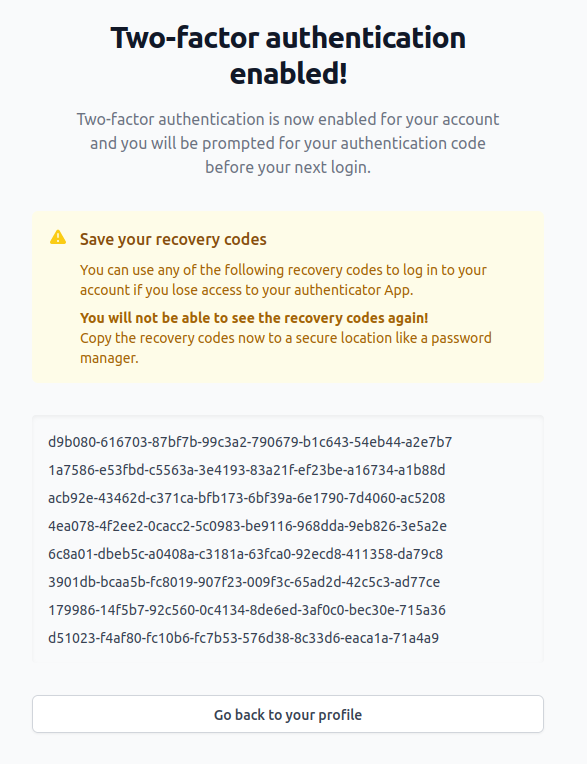 Two-factor authentication
enabled!
Two-factor authentication is now enabled for your account
and you will be prompted for your authentication code
before your next login.
Save your recovery codes
You can use any of the following recovery codes to log in to your
account if you lose access to your authenticator App.
You will not be able to see the recovery codes again!
Copy the recovery codes now to a secure location like a password
manager.
d9b080-616703-87bf7b-99c3a2-790679-b1c643-54eb44-a2e7b7
1a7586-e53fbd-c5563a-3e4193-83a21f-ef23be-a16734-a1b88d
acb92e-43462d-c371ca-bfb173-6bf39a-6e1790-7d4060-ac5208
4ea078-4f2ee2-0cacc2-5c0983-be9116-968dda-9eb826-3e5a2e
6c8a01-dbeb5c-a0408a-c3181a-63fca0-92ecd8-411358-da79c8
3901db-bcaa5b-fc8019-907f23-009f3c-65ad2d-42c5c3-ad77ce
179986-14f5b7-92c560-0c4134-8de6ed-3af0c0-bec30e-715a36
d51023-f4af80-fc10b6-fc7b53-576d38-8c33d6-eaca1a-71a4a9
Go back to your profile